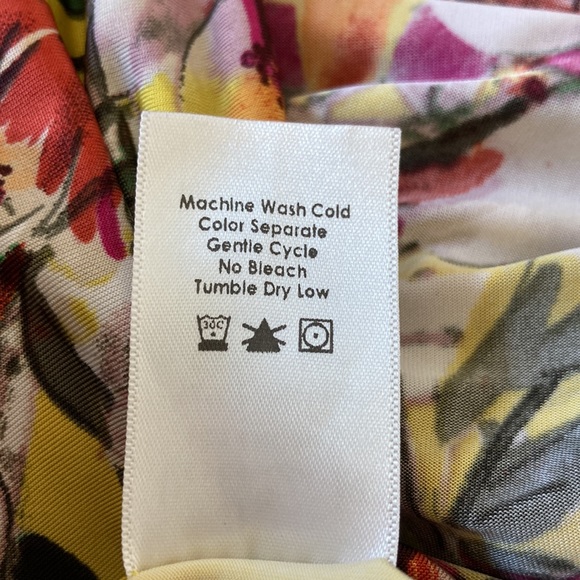 Machine Wash Cold
Color Separate
Gentle Cycle
No Bleach
Tumble Dry Low
30C